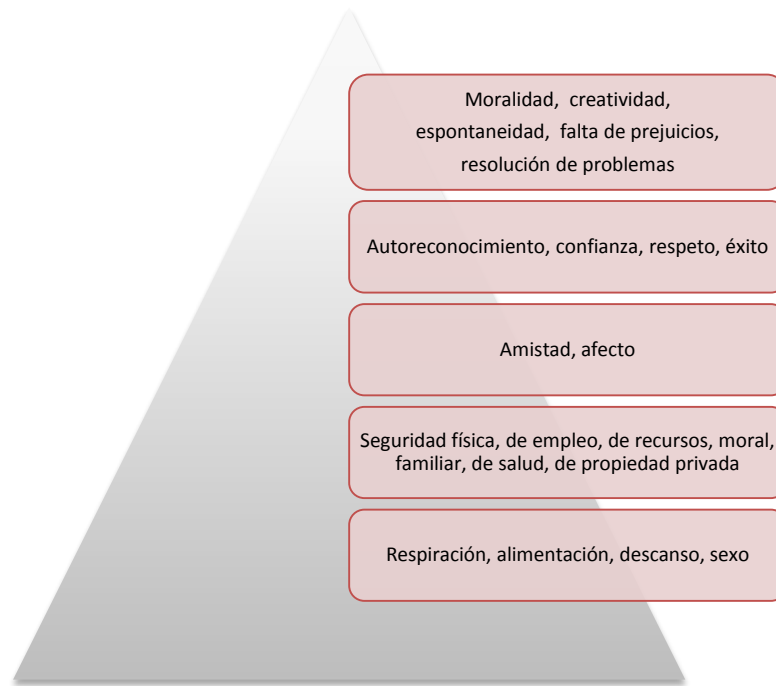 Moralidad, creatividad,
espontaneidad, falta de prejuicios,
resolución de problemas
Autoreconocimiento, confianza, respeto, éxito
Amistad, afecto
Seguridad física, de empleo, de recursos, moral,
familiar, de salud, de propiedad privada
Respiración, alimentación, descanso, sexo